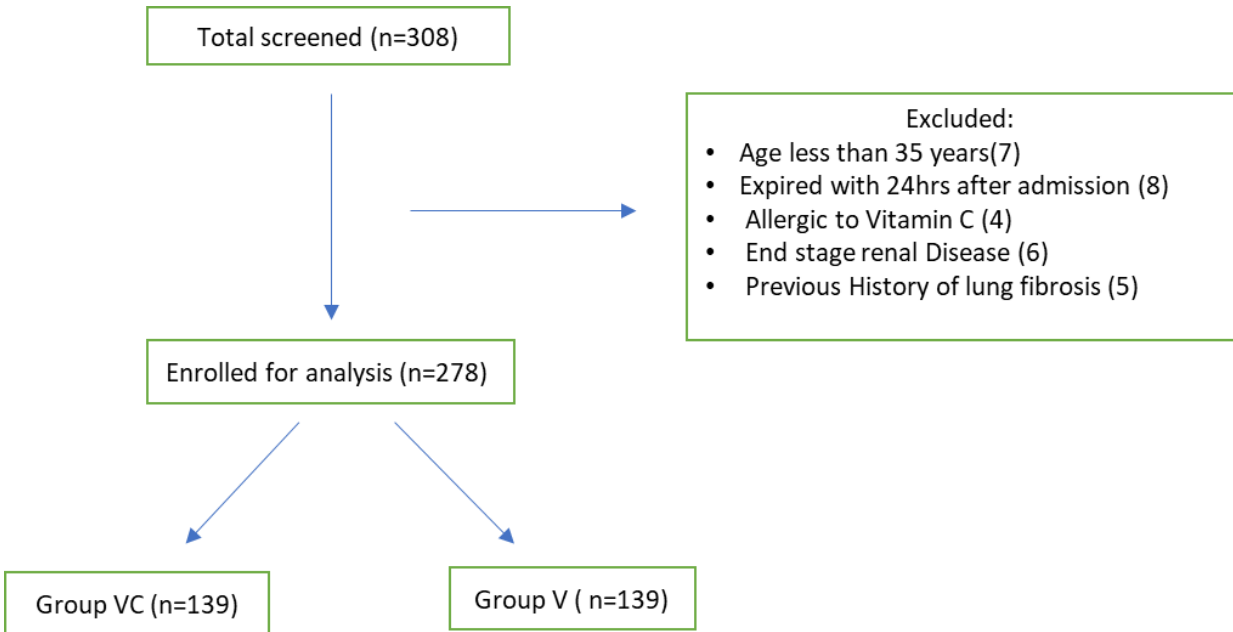 Total screened (n=308)
Excluded:
• Age less than 35 years(7)
• Expired with 24hrs after admission (8)
• Allergic to Vitamin C (4)
• End stage renal Disease (6)
• Previous History of lung fibrosis (5)
Enrolled for analysis (n=278)
Group VC (n=139)
Group V ( n=139)